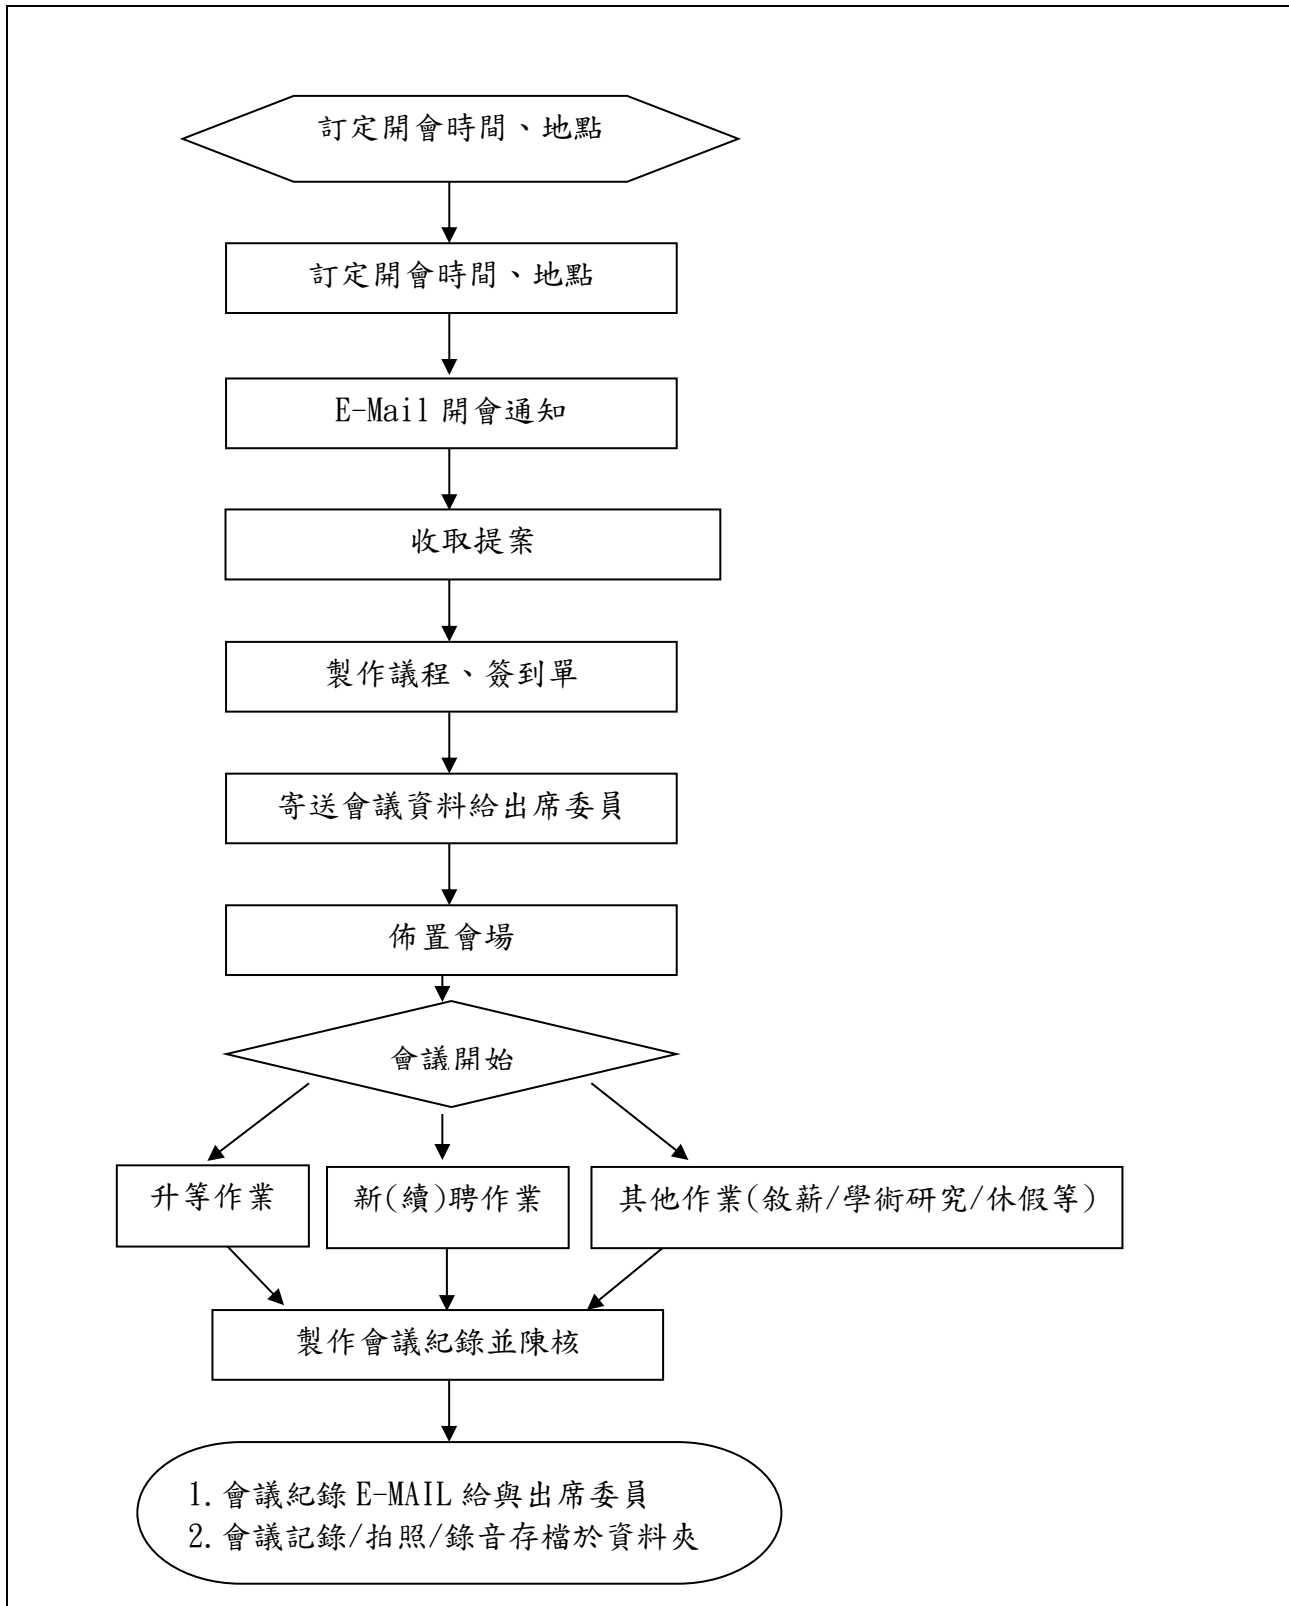 訂定開會時間、地點
訂定開會時間、地點
E-Mail 開會通知
收取提案
製作議程、簽到單
寄送會議資料給出席委員
佈置會場
會議開始
升等作業
新(續)聘作業
其他作業(敘薪/學術研究/休假等)
製作會議紀錄並陳核
1.會議紀錄 E-MAIL 給與出席委員
2.會議記錄/拍照/錄音存檔於資料夾